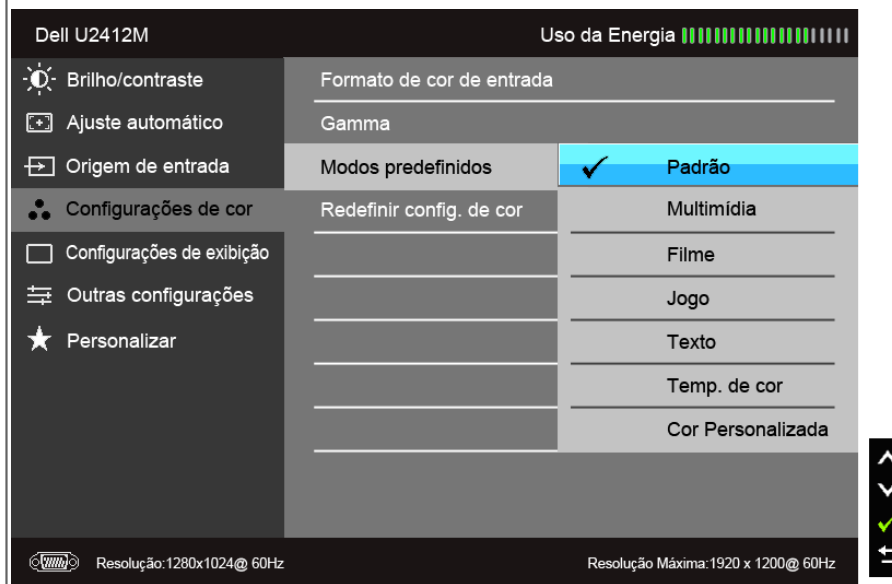 Dell U2412M
Uso da Energia
Brilho/contraste
Formato de cor de entrada
Ajuste automático
Gamma
Origem de entrada
Modos predefinidos
Padrão
Configurações de cor
Redefinir config. de cor
Multimídia
Configurações de exibição
Filme
Outras configurações
Jogo
Personalizar
Texto
Temp. de cor
Cor Personalizada
Resolução:1280x1024@ 60Hz
Resolução Máxima:1920 x 1200@ 60Hz